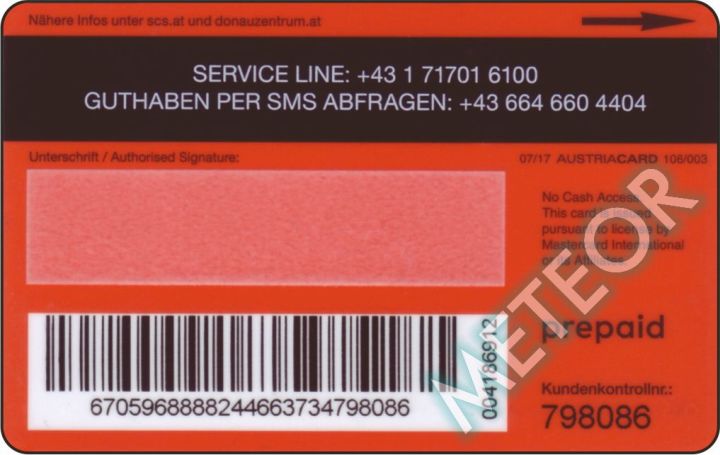 Nähere Infos unter scs.at und donauzentrum.at
SERVICE LINE: +43 1 71701 6100
GUTHABEN PER SMS ABFRAGEN: +43 664 660 4404
Unterschrift / Authorised Signature:
07/17 AUSTRIACARD 106/003
No Cash Access.
This card is issued
pursuant to license by
Mastercard International
or its Affiliates.
prepaid
Kundenkontrollnr.:
798086
6705968888244663734798086
004186912
METEOR